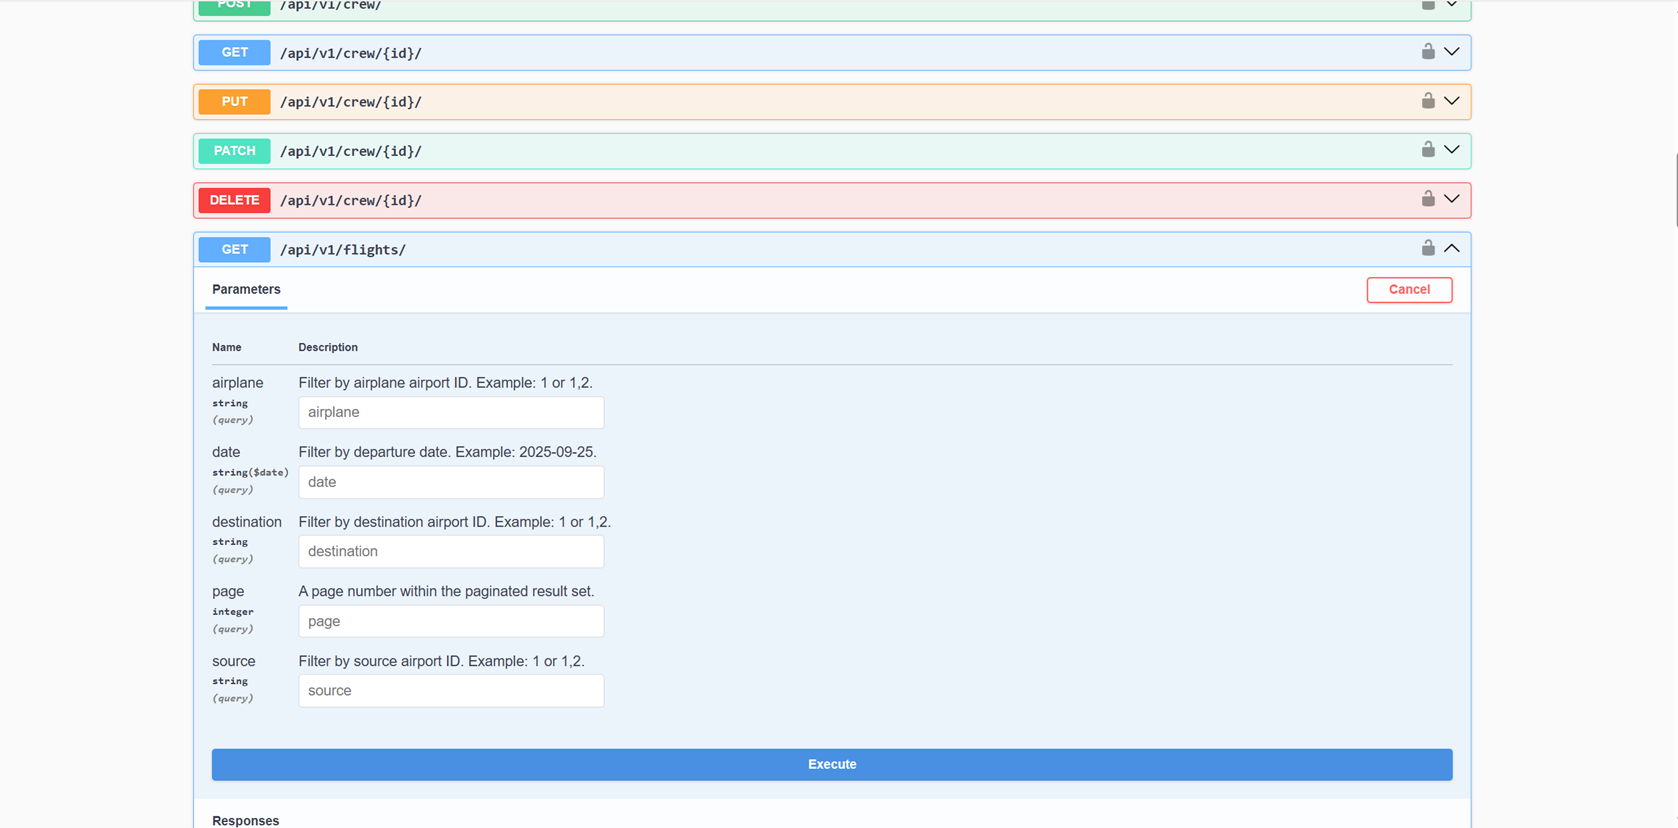 POST /api/v1/crew/
GET /api/v1/crew/{id}/
PUT /api/v1/crew/{id}/
PATCH /api/v1/crew/{id}/
DELETE /api/v1/crew/{id}/
GET /api/v1/flights/
Parameters Cancel
Name Description
airplane Filter by airplane airport ID. Example: 1 or 1,2.
string
(query)
airplane
date Filter by departure date. Example: 2025-09-25.
string($date)
(query)
date
destination Filter by destination airport ID. Example: 1 or 1,2.
string
(query)
destination
page A page number within the paginated result set.
integer
(query)
page
source Filter by source airport ID. Example: 1 or 1,2.
string
(query)
source
Execute
Responses